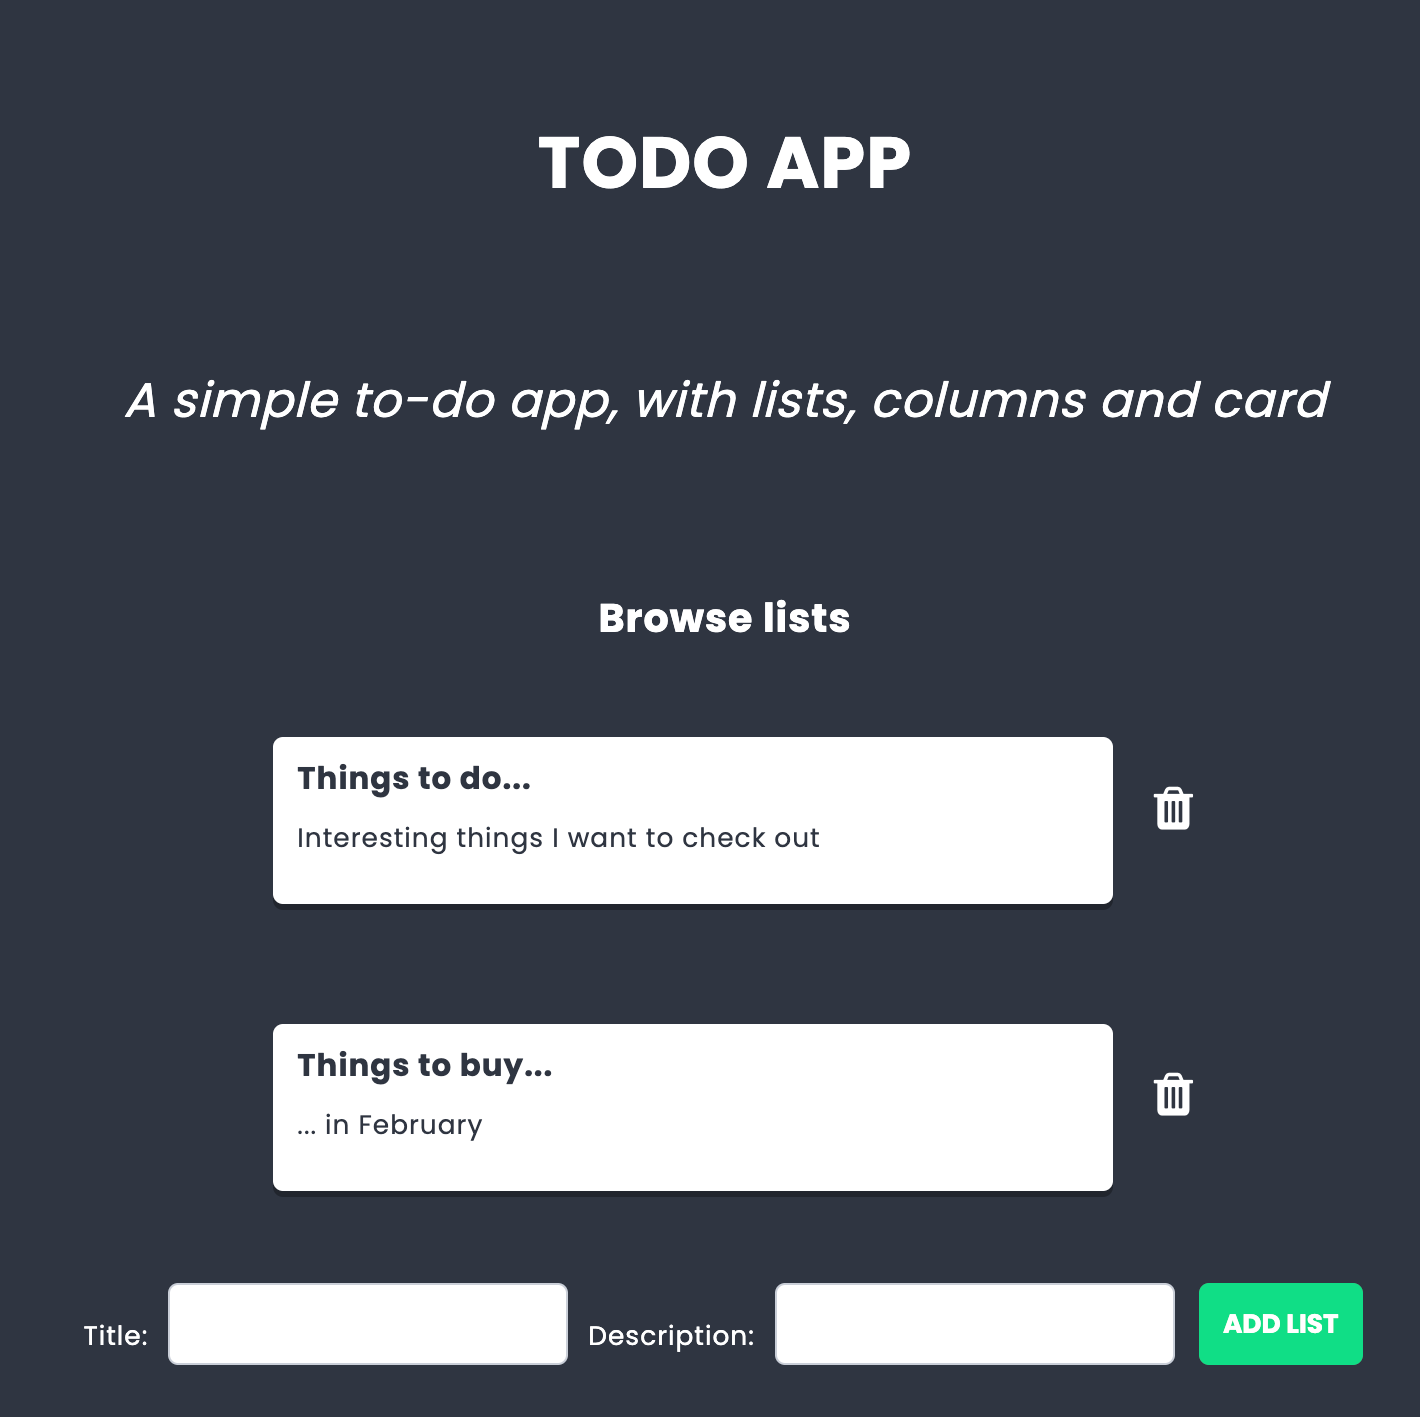 TODO APP
A simple to-do app, with lists, columns and card
Browse lists
Things to do...
Interesting things I want to check out
Things to buy...
... in February
Title: Description: ADD LIST